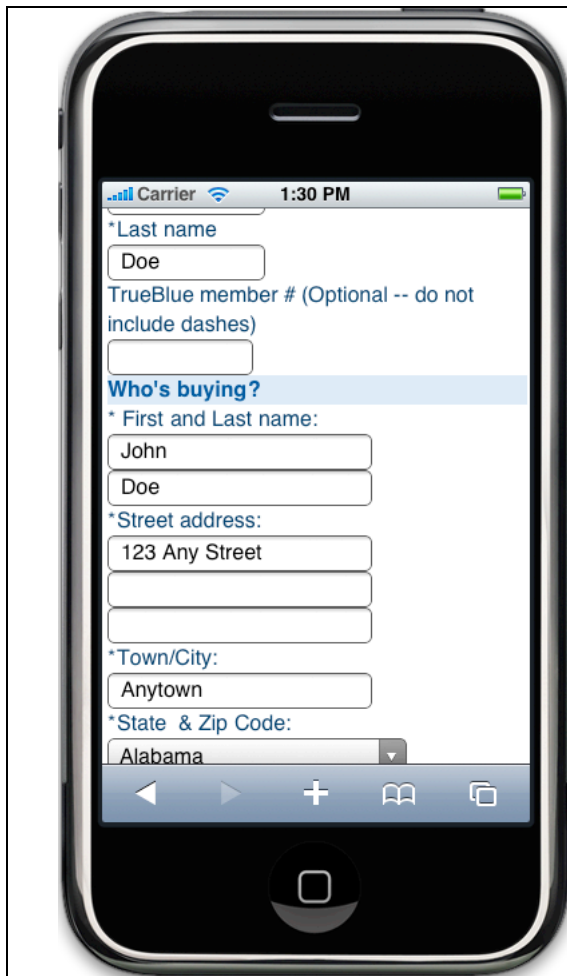 Carrier 1:30 PM
*Last name
Doe
TrueBlue member # (Optional -- do not
include dashes)
Who's buying?
* First and Last name:
John
Doe
*Street address:
123 Any Street
*Town/City:
Anytown
*State & Zip Code:
Alabama